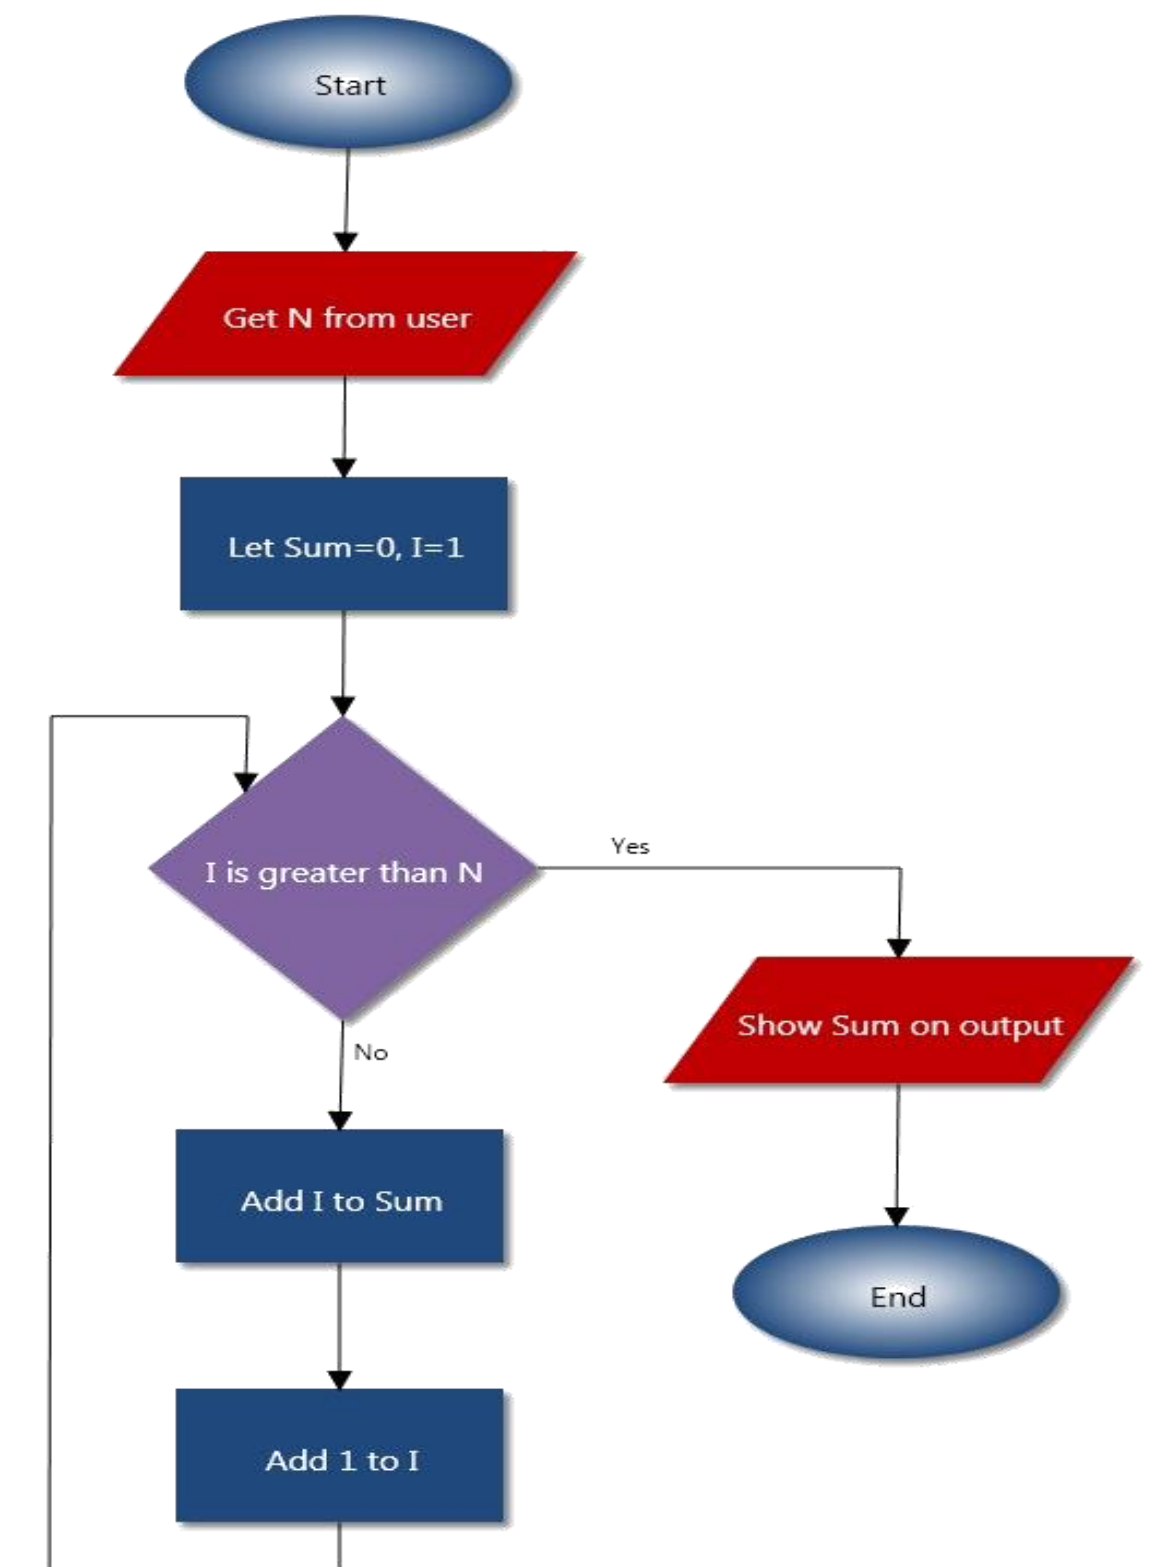 Start
Get N from user
Let Sum=0, I=1
I is greater than N
Yes
No
Show Sum on output
Add I to Sum
End
Add 1 to I